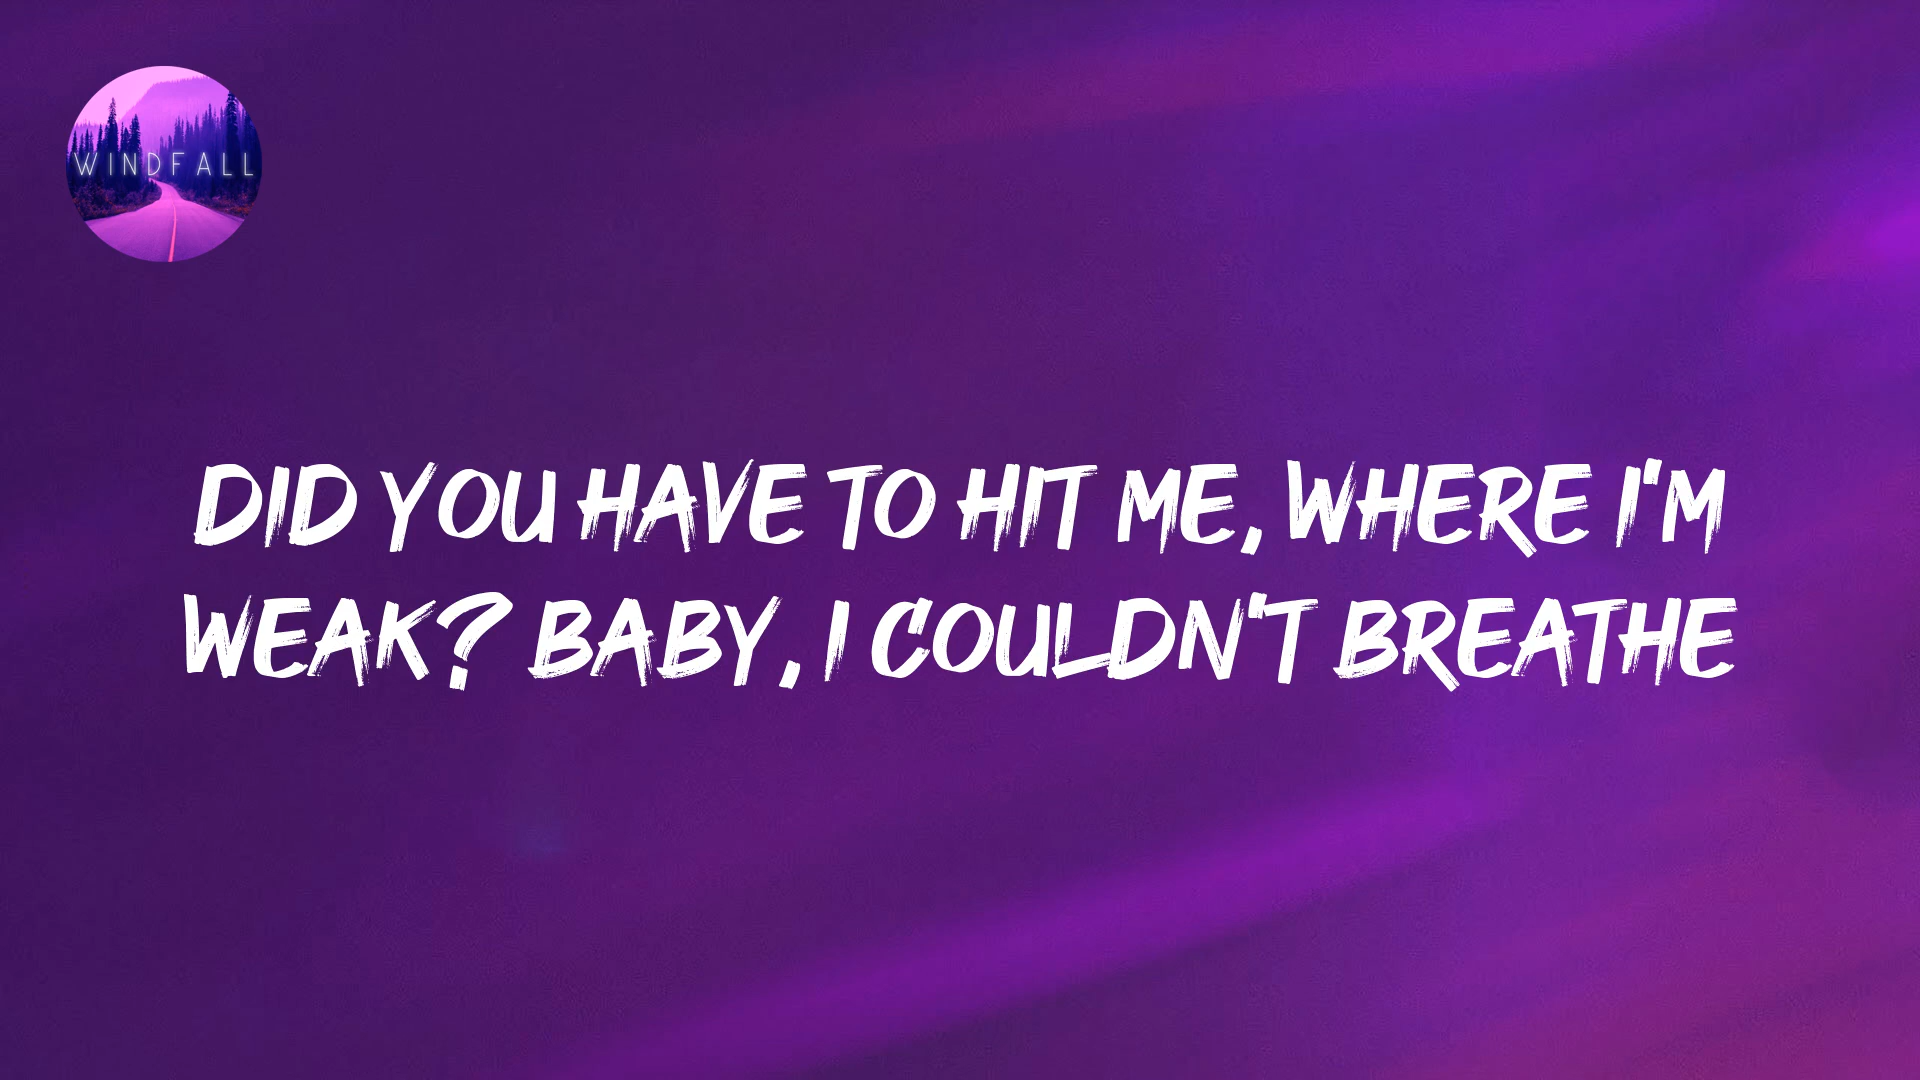 WINDFALL
DID YOU HAVE TO HIT ME, WHERE I'M
WEAK? BABY, I COULDN'T BREATHE